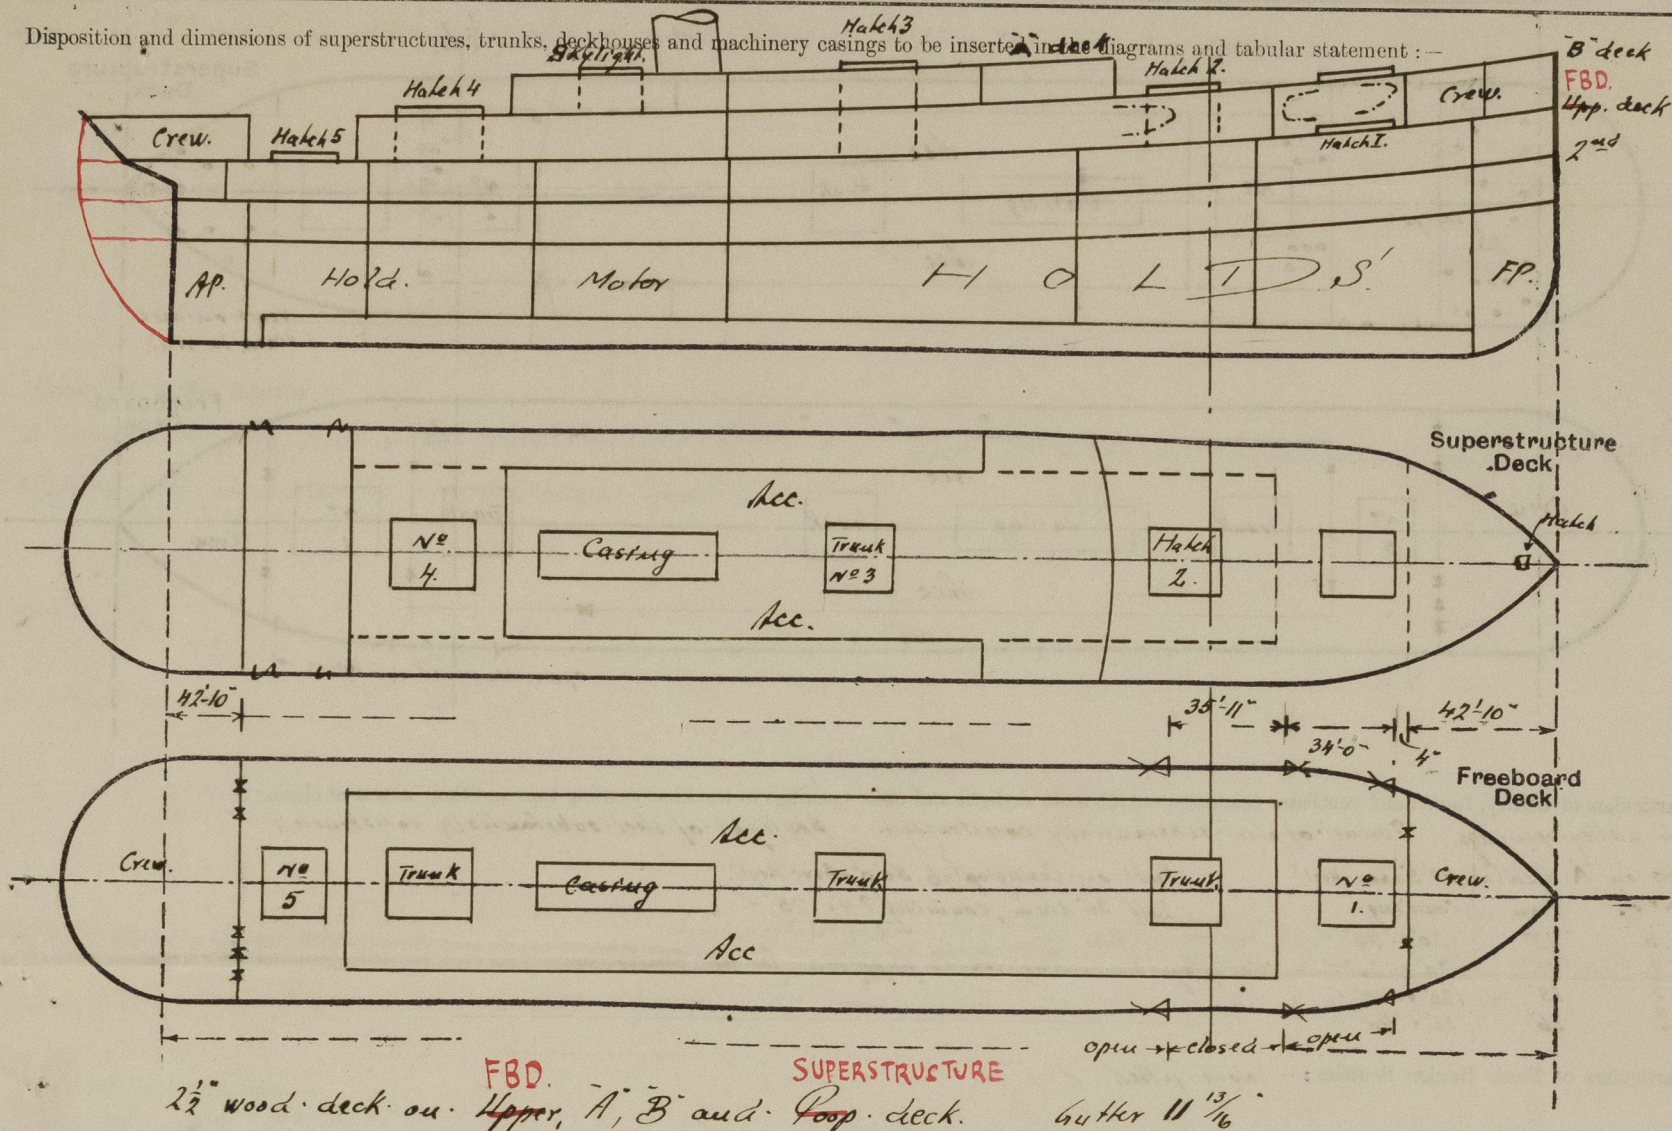 Disposition and dimensions of superstructures, trunks, deckhouses and machinery casings to be inserted in the diagrams and tabular statement :—
Hatch 3
"A" deck
"B" deck
Skylight.
Hatch 2.
FBD.
Hatch 4
Crew.
Upp. deck
Crew.
Hatch 5
Hatch I.
2nd
AP.
Hold.
Motor
H O L D S.
FP.
Superstructure
Deck
Acc.
Hatch
No
4.
Casing
Trunk
No 3
Hatch
2.
Acc.
42'-10"
35'-11"
42'-10"
34'-0"
4"
Freeboard
Deck
Acc.
Crew.
No
5
Trunk
Casing
Trunk
Trunk
No
1.
Crew.
Acc
open closed open
FBD. SUPERSTRUCTURE
2½" wood deck on Upper, "A", "B" and Poop deck. Gutter 11 13/16"